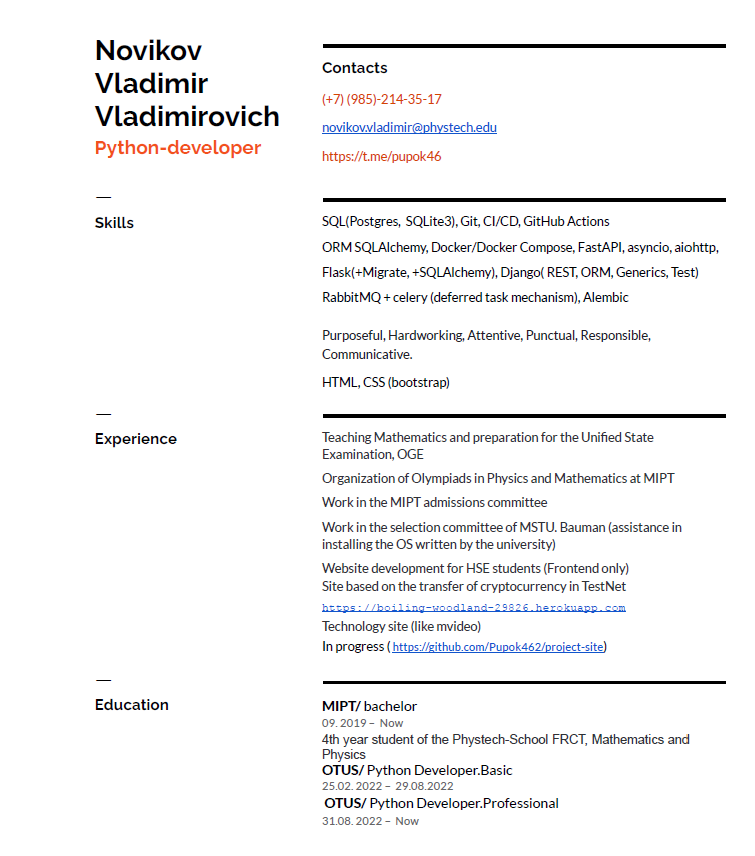 Novikov
Vladimir
Vladimirovich
Python-developer
Contacts
(+7) (985)-214-35-17
novikov.vladimir@phystech.edu
https://t.me/pupok46
—
Skills
SQL(Postgres, SQLite3), Git, CI/CD, GitHub Actions
ORM SQLAlchemy, Docker/Docker Compose, FastAPI, asyncio, aiohttp,
Flask(+Migrate, +SQLAlchemy), Django( REST, ORM, Generics, Test)
RabbitMQ + celery (deferred task mechanism), Alembic
Purposeful, Hardworking, Attentive, Punctual, Responsible,
Communicative.
HTML, CSS (bootstrap)
—
Experience
Teaching Mathematics and preparation for the Unified State
Examination, OGE
Organization of Olympiads in Physics and Mathematics at MIPT
Work in the MIPT admissions committee
Work in the selection committee of MSTU. Bauman (assistance in
installing the OS written by the university)
Website development for HSE students (Frontend only)
Site based on the transfer of cryptocurrency in TestNet
https://boiling-woodland-29826.herokuapp.com
Technology site (like mvideo)
In progress ( https://github.com/Pupok462/project-site)
—
Education
MIPT/ bachelor
09. 2019 – Now
4th year student of the Phystech-School FRCT, Mathematics and
Physics
OTUS/ Python Developer.Basic
25.02. 2022 – 29.08.2022
OTUS/ Python Developer.Professional
31.08. 2022 – Now